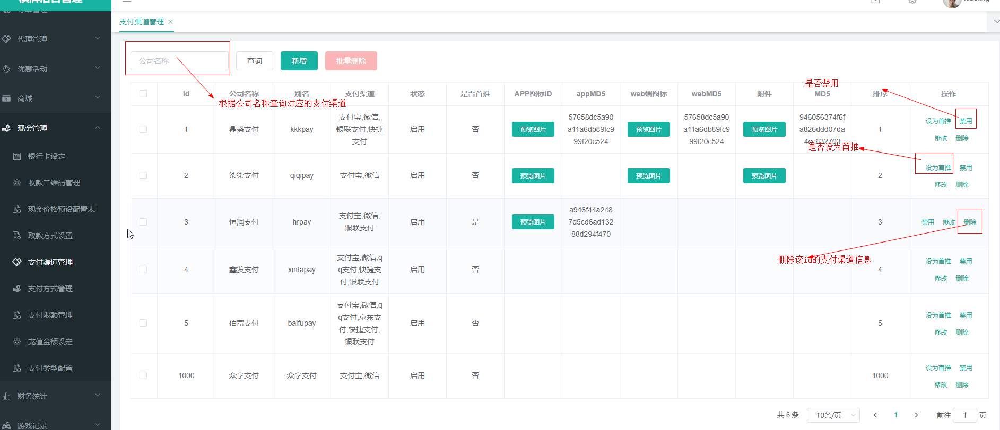 支付渠道管理 ×
代理管理
优惠活动
商城
现金管理
银行卡设定
收款二维码管理
现金价格预设配置表
取款方式设置
支付渠道管理
支付方式管理
支付限额管理
充值金额设定
支付类型配置
财务统计
游戏记录
公司名称 查询 新增 批量删除
根据公司名称查询对应的支付渠道
是否禁用
id 公司名称 别名 支付渠道 状态 是否首推 APP图标ID appMD5 web端图标 webMD5 附件 MD5 排序 操作
1 鼎盛支付 kkkpay 支付宝,微信,
银联支付,快捷
支付 启用 否 预览图片 57658dc5a90
a11a6db89fc9
99f20c524 预览图片 57658dc5a90
a11a6db89fc9
99f20c524 预览图片 946056374f6f
a826ddd07da
4cc632703 1 设为首推 禁用
修改 删除
是否设为首推
2 柒柒支付 qiqipay 支付宝,微信 启用 否 预览图片 预览图片 预览图片 2 设为首推 禁用
修改 删除
3 恒润支付 hrpay 支付宝,微信,
银联支付 启用 是 预览图片 a946f44a248
7d5cd6ad132
88d294f470 3 禁用 修改 删除
删除该id的支付渠道信息
4 鑫发支付 xinfapay 支付宝,微信,q
q支付,快捷支
付,银联支付 启用 否 4 设为首推 禁用
修改 删除
5 佰富支付 baifupay 支付宝,微信,q
q支付,京东支
付,快捷支付,
银联支付 启用 否 5 设为首推 禁用
修改 删除
1000 众享支付 众享支付 支付宝,微信 启用 否 1000 设为首推 禁用
修改 删除
共 6 条 10条/页 1 前往 1 页